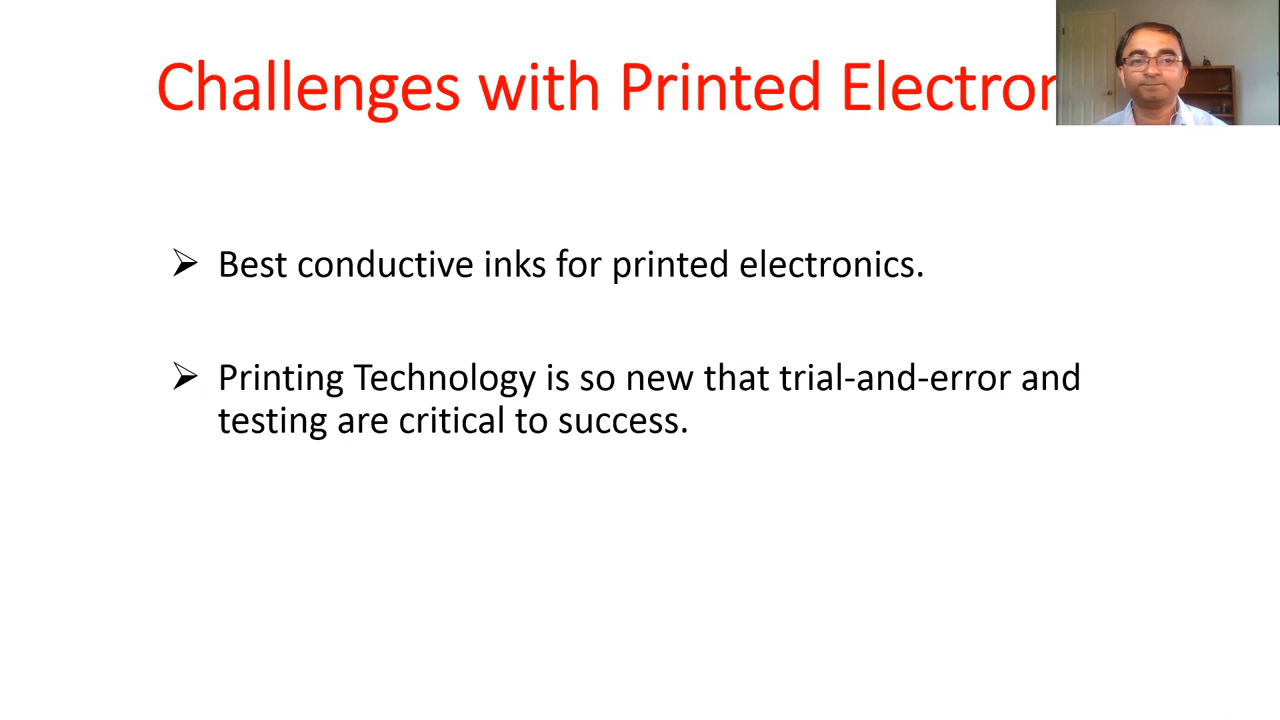 Challenges with Printed Electron
➢ Best conductive inks for printed electronics.
➢ Printing Technology is so new that trial-and-error and
testing are critical to success.